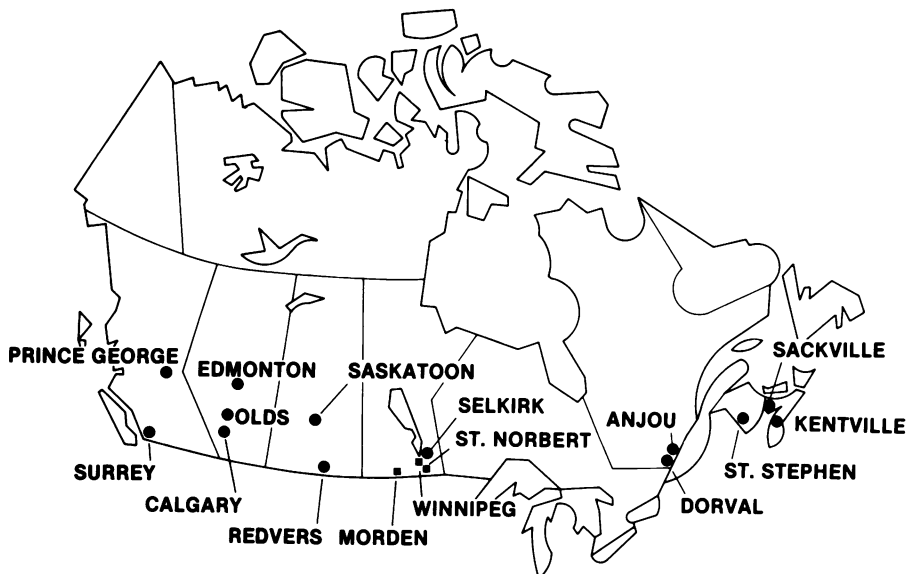 SACKVILLE
PRINCE GEORGE
EDMONTON
SASKATOON
SELKIRK
OLDS
ANJOU
KENTVILLE
ST. NORBERT
SURREY
ST. STEPHEN
CALGARY
WINNIPEG
DORVAL
REDVERS
MORDEN